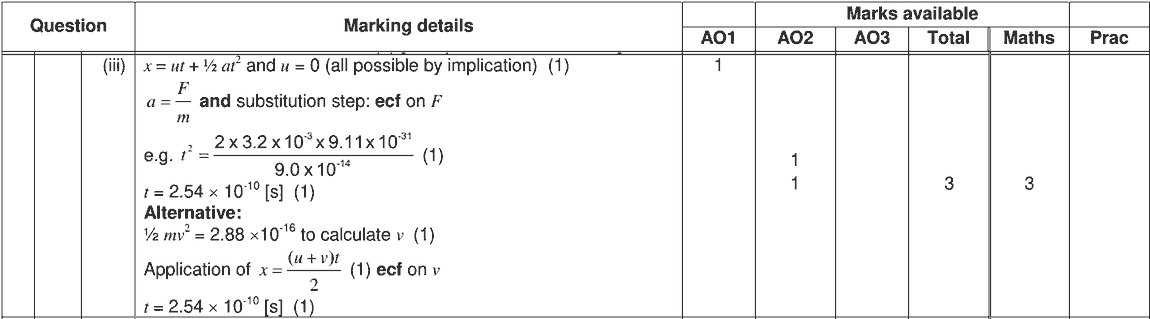 Question Marking details Marks available
AO1 AO2 AO3 Total Maths Prac
(iii) x = ut + ½ at² and u = 0 (all possible by implication) (1) 1
a = F/m and substitution step: ecf on F
e.g. t² = (2 x 3.2 x 10⁻³ x 9.11 x 10⁻³¹)/(9.0 x 10⁻¹⁴) (1) 1
t = 2.54 × 10⁻¹⁰ [s] (1) 1 3 3
Alternative:
½ mv² = 2.88 ×10⁻¹⁶ to calculate v (1)
Application of x = (u + v)t/2 (1) ecf on v
t = 2.54 × 10⁻¹⁰ [s] (1)